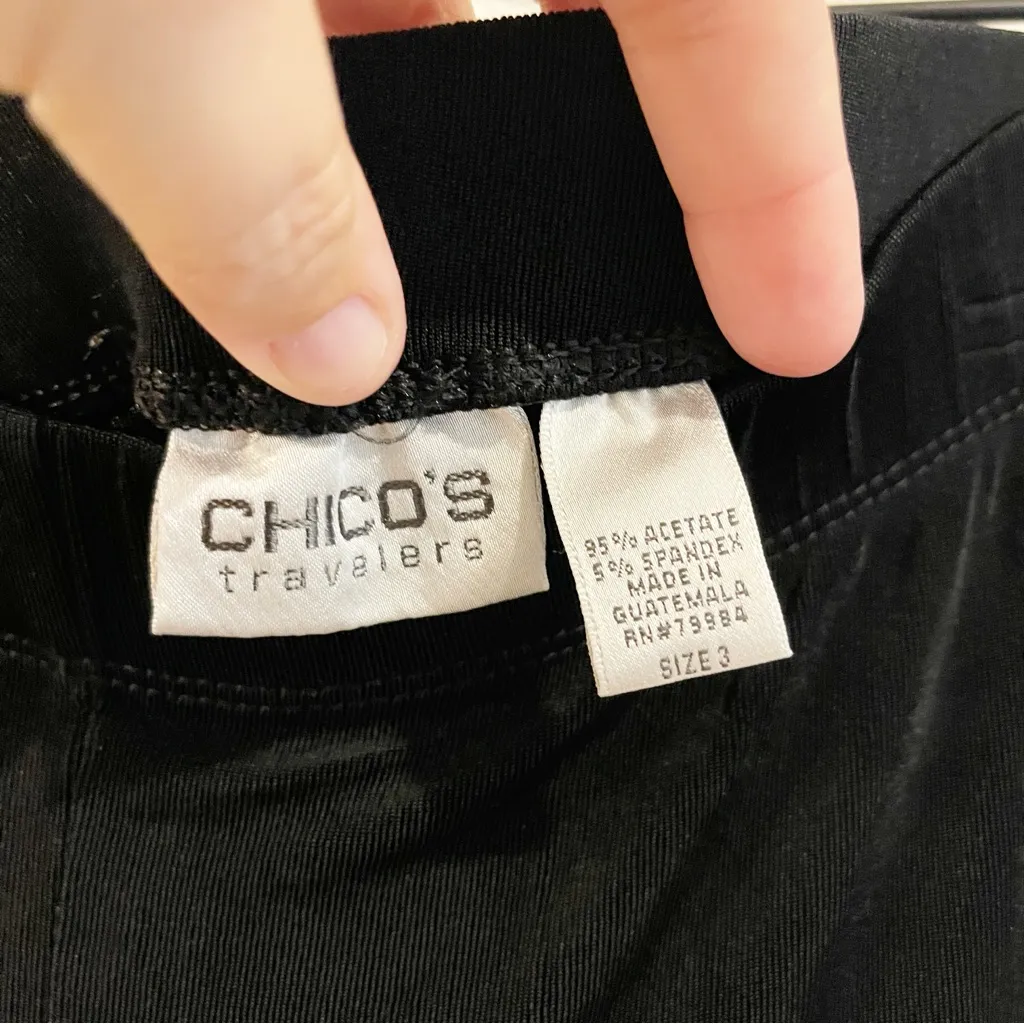 CHICO'S
travelers
95% ACETATE
5% SPANDEX
MADE IN
GUATEMALA
RN#79984
SIZE 3